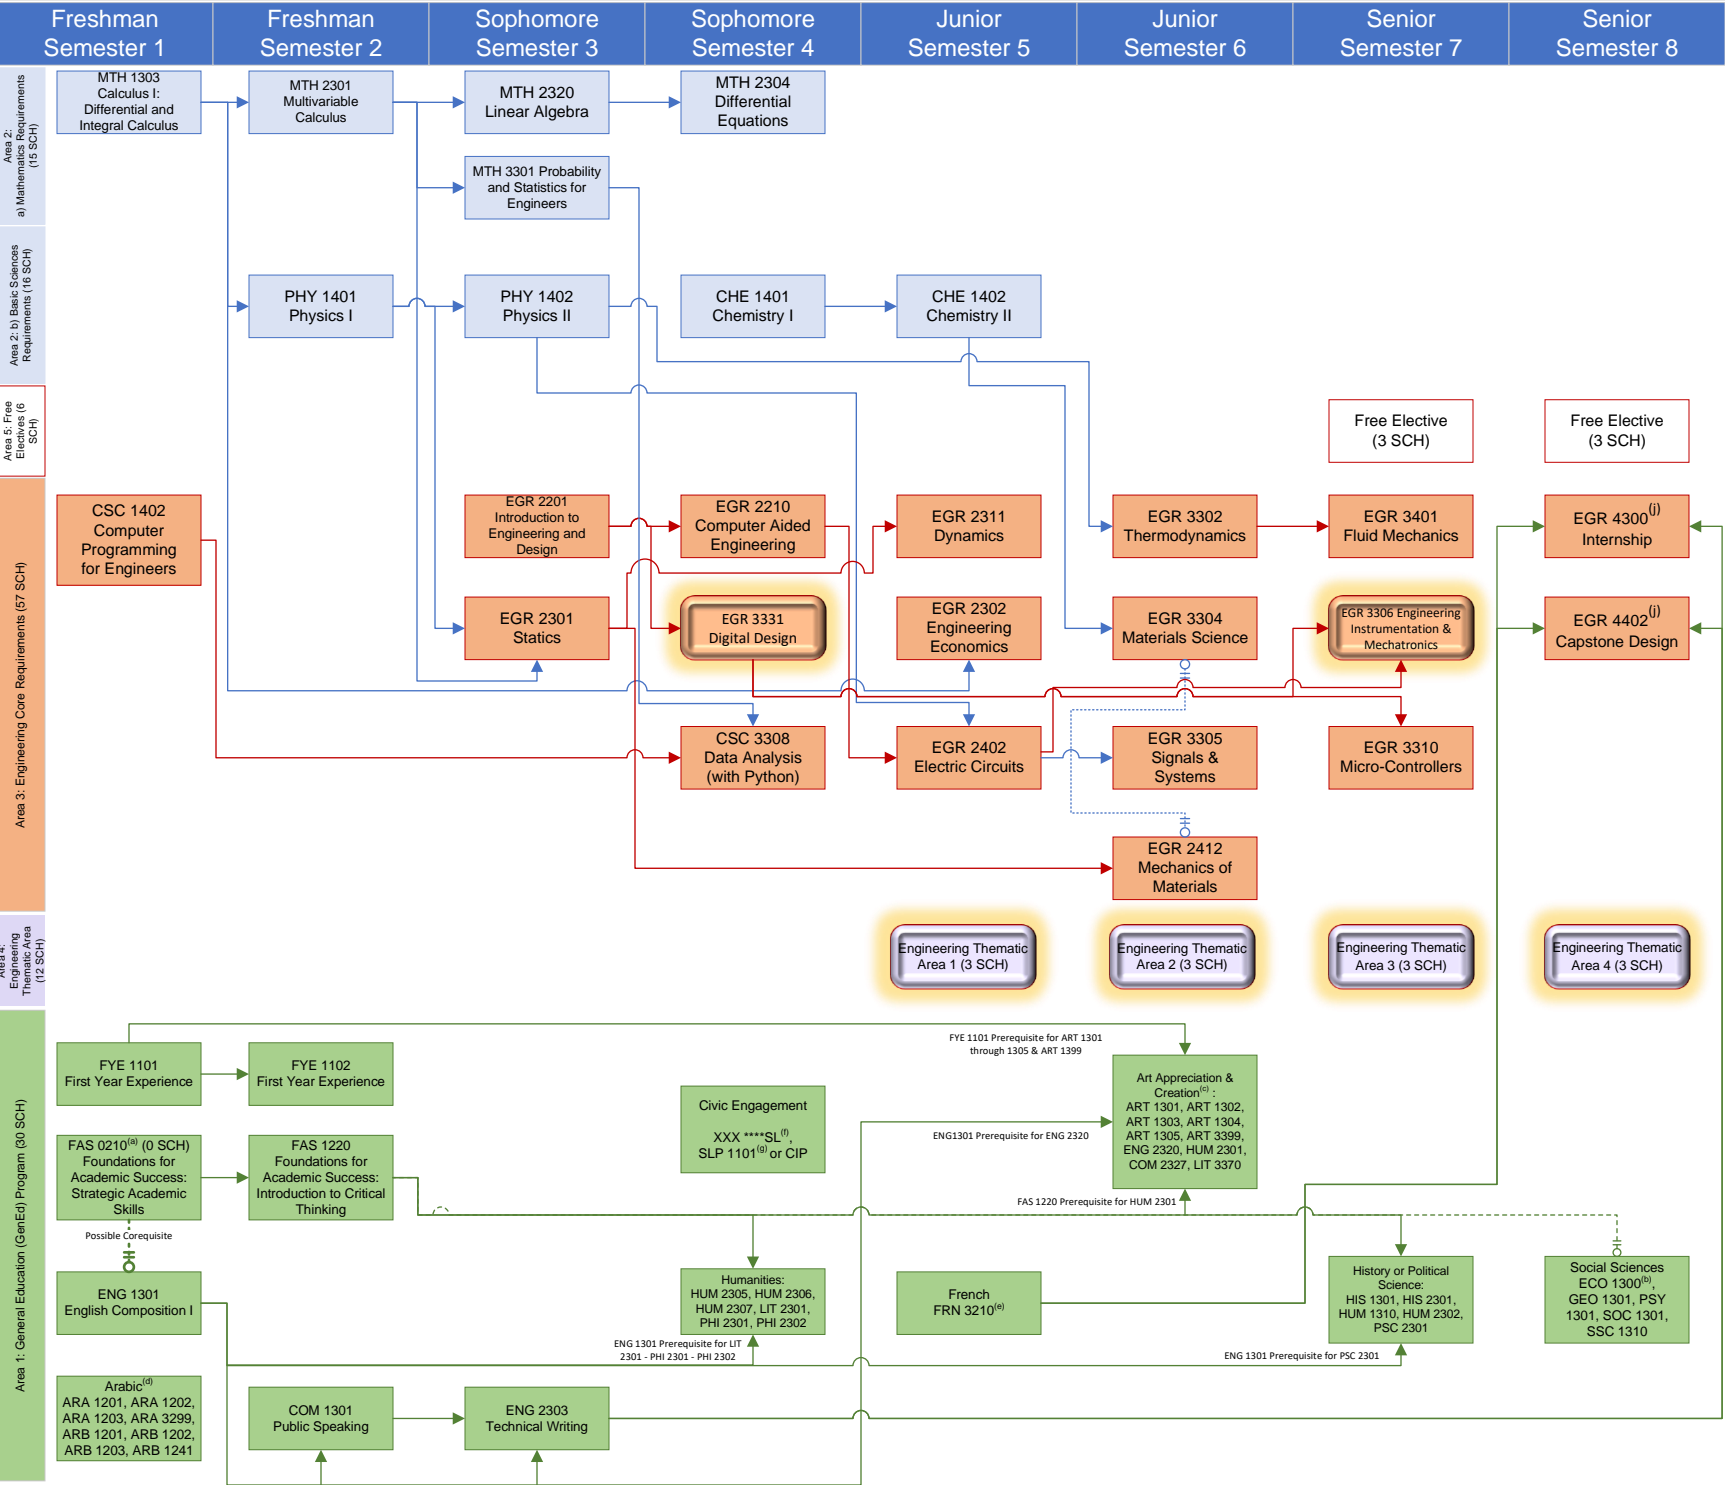 Freshman
Semester 1
Freshman
Semester 2
Sophomore
Semester 3
Sophomore
Semester 4
Junior
Semester 5
Junior
Semester 6
Senior
Semester 7
Senior
Semester 8
Area 2:
a) Mathematics Requirements
(15 SCH)
MTH 1303
Calculus I:
Differential and
Integral Calculus
MTH 2301
Multivariable
Calculus
MTH 2320
Linear Algebra
MTH 2304
Differential
Equations
MTH 3301 Probability
and Statistics for
Engineers
Area 2: b) Basic Sciences
Requirements (16 SCH)
PHY 1401
Physics I
PHY 1402
Physics II
CHE 1401
Chemistry I
CHE 1402
Chemistry II
Area 5: Free
Electives (6
SCH)
Free Elective
(3 SCH)
Free Elective
(3 SCH)
Area 3: Engineering Core Requirements (57 SCH)
CSC 1402
Computer
Programming
for Engineers
EGR 2201
Introduction to
Engineering and
Design
EGR 2210
Computer Aided
Engineering
EGR 2311
Dynamics
EGR 3302
Thermodynamics
EGR 3401
Fluid Mechanics
EGR 4300(j)
Internship
EGR 2301
Statics
EGR 3331
Digital Design
EGR 2302
Engineering
Economics
EGR 3304
Materials Science
EGR 3306 Engineering
Instrumentation &
Mechatronics
EGR 4402(j)
Capstone Design
CSC 3308
Data Analysis
(with Python)
EGR 2402
Electric Circuits
EGR 3305
Signals &
Systems
EGR 3310
Micro-Controllers
EGR 2412
Mechanics of
Materials
Area 4:
Engineering
Thematic Area
(12 SCH)
Engineering Thematic
Area 1 (3 SCH)
Engineering Thematic
Area 2 (3 SCH)
Engineering Thematic
Area 3 (3 SCH)
Engineering Thematic
Area 4 (3 SCH)
Area 1: General Education (GenEd) Program (30 SCH)
FYE 1101
First Year Experience
FYE 1102
First Year Experience
FYE 1101 Prerequisite for ART 1301
through 1305 & ART 1399
Civic Engagement
XXX ****SL(f),
SLP 1101(g) or CIP
Art Appreciation &
Creation(c) :
ART 1301, ART 1302,
ART 1303, ART 1304,
ART 1305, ART 3399,
ENG 2320, HUM 2301,
COM 2327, LIT 3370
ENG1301 Prerequisite for ENG 2320
FAS 0210(a) (0 SCH)
Foundations for
Academic Success:
Strategic Academic
Skills
FAS 1220
Foundations for
Academic Success:
Introduction to Critical
Thinking
FAS 1220 Prerequisite for HUM 2301
Possible Corequisite
ENG 1301
English Composition I
Humanities:
HUM 2305, HUM 2306,
HUM 2307, LIT 2301,
PHI 2301, PHI 2302
French
FRN 3210(e)
History or Political
Science:
HIS 1301, HIS 2301,
HUM 1310, HUM 2302,
PSC 2301
Social Sciences
ECO 1300(b),
GEO 1301, PSY
1301, SOC 1301,
SSC 1310
ENG 1301 Prerequisite for LIT
2301 - PHI 2301 - PHI 2302
ENG 1301 Prerequisite for PSC 2301
Arabic(d)
ARA 1201, ARA 1202,
ARA 1203, ARA 3299,
ARB 1201, ARB 1202,
ARB 1203, ARB 1241
COM 1301
Public Speaking
ENG 2303
Technical Writing